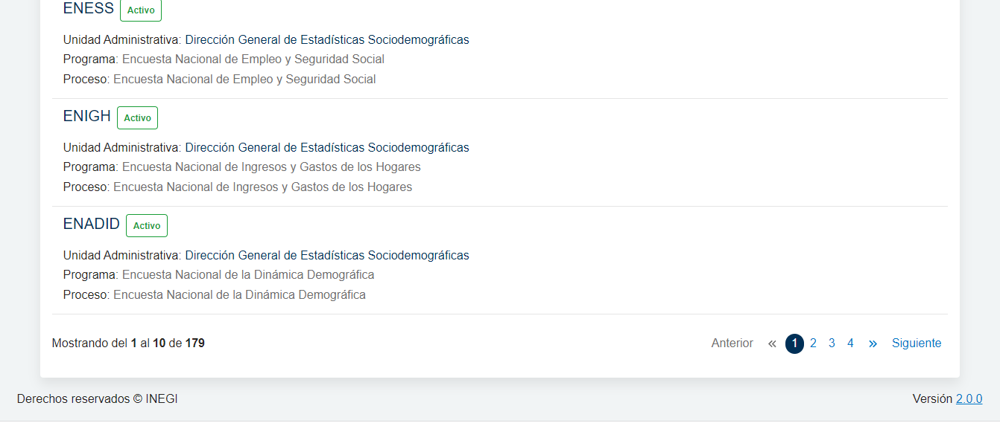 ENESS Activo
Unidad Administrativa: Dirección General de Estadísticas Sociodemográficas
Programa: Encuesta Nacional de Empleo y Seguridad Social
Proceso: Encuesta Nacional de Empleo y Seguridad Social
ENIGH Activo
Unidad Administrativa: Dirección General de Estadísticas Sociodemográficas
Programa: Encuesta Nacional de Ingresos y Gastos de los Hogares
Proceso: Encuesta Nacional de Ingresos y Gastos de los Hogares
ENADID Activo
Unidad Administrativa: Dirección General de Estadísticas Sociodemográficas
Programa: Encuesta Nacional de la Dinámica Demográfica
Proceso: Encuesta Nacional de la Dinámica Demográfica
Mostrando del 1 al 10 de 179 Anterior « 1 2 3 4 » Siguiente
Derechos reservados © INEGI Versión 2.0.0